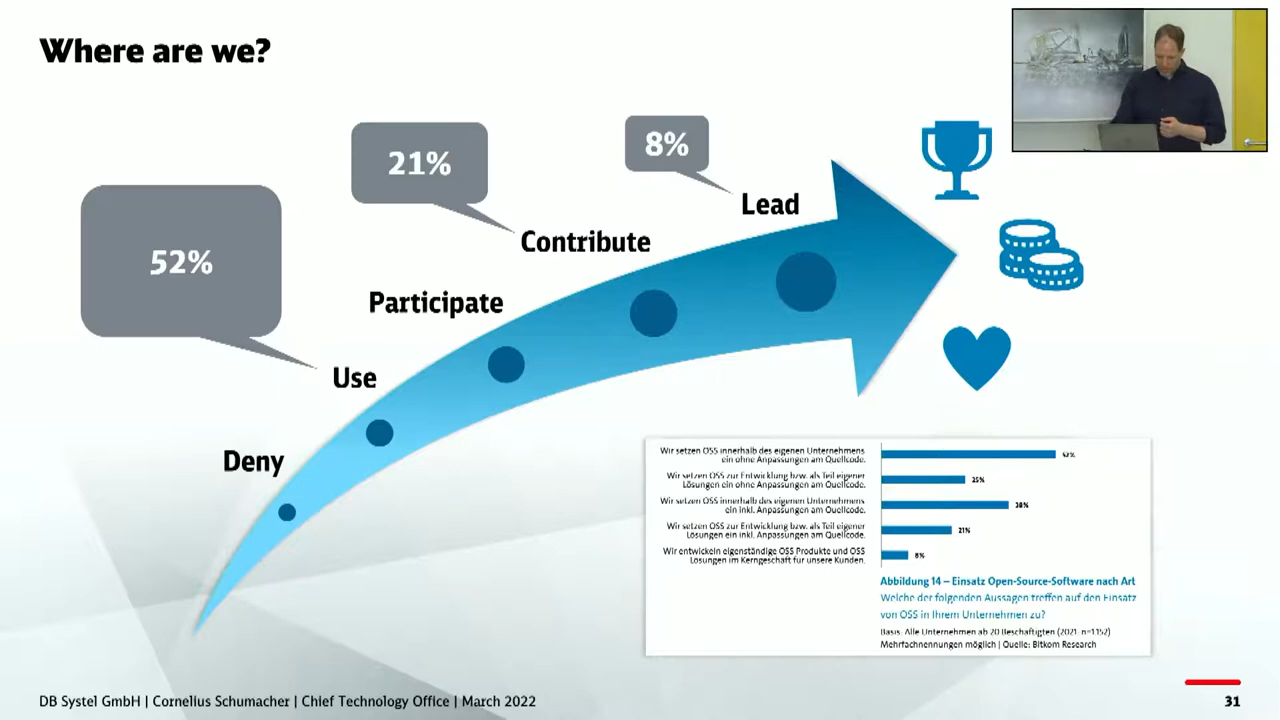 Where are we?
8%
21%
Lead
Contribute
52%
Participate
Use
Deny
Wir setzen OSS innerhalb des eigenen Unternehmens
ein ohne Anpassungen am Quellcode.
52%
Wir setzen OSS zur Entwicklung bzw. als Teil eigener
Lösungen ein ohne Anpassungen am Quellcode.
25%
Wir setzen OSS innerhalb des eigenen Unternehmens
ein inkl. Anpassungen am Quellcode.
38%
Wir setzen OSS zur Entwicklung bzw. als Teil eigener
Lösungen ein inkl. Anpassungen am Quellcode.
21%
Wir entwickeln eigenständige OSS Produkte und OSS
Lösungen im Kerngeschäft für unsere Kunden.
8%
Abbildung 14 – Einsatz Open-Source-Software nach Art
Welche der folgenden Aussagen treffen auf den Einsatz
von OSS in Ihrem Unternehmen zu?
Basis: Alle Unternehmen ab 20 Beschäftigten (2021: n=1.152)
Mehrfachnennungen möglich | Quelle: Bitkom Research
DB Systel GmbH | Cornelius Schumacher | Chief Technology Office | March 2022
31